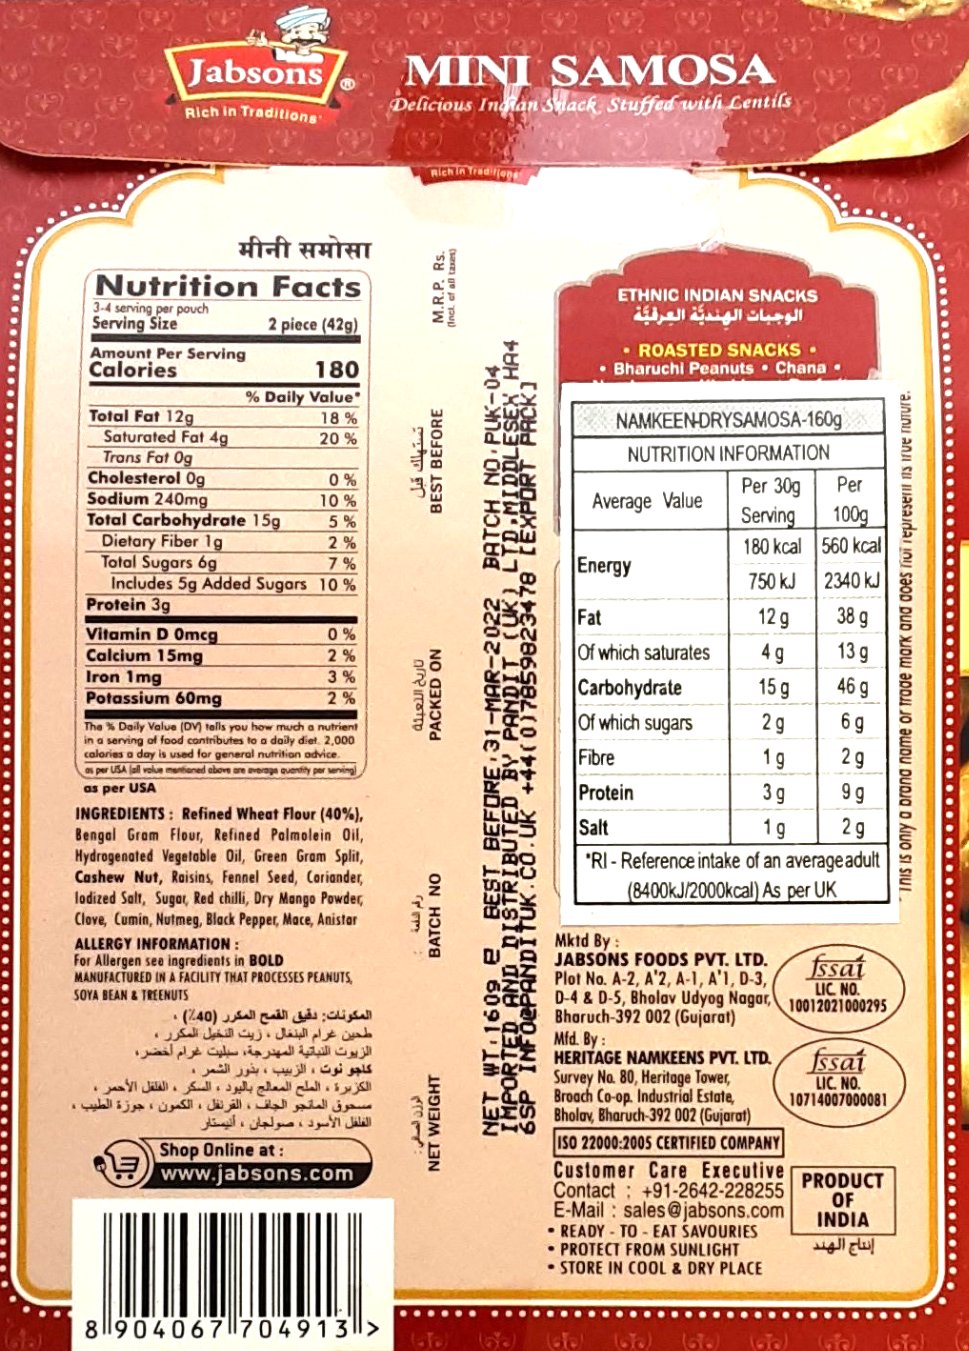 Jabsons®
Rich in Traditions
MINI SAMOSA
Delicious Indian Snack, Stuffed with Lentils
Rich in Traditions
मीनी समोसा
Nutrition Facts
3-4 serving per pouch
Serving Size 2 piece (42g)
Amount Per Serving
Calories 180
% Daily Value*
Total Fat 12g 18 %
Saturated Fat 4g 20 %
Trans Fat 0g
Cholesterol 0g 0 %
Sodium 240mg 10 %
Total Carbohydrate 15g 5 %
Dietary Fiber 1g 2 %
Total Sugars 6g 7 %
Includes 5g Added Sugars 10 %
Protein 3g
Vitamin D 0mcg 0 %
Calcium 15mg 2 %
Iron 1mg 3 %
Potassium 60mg 2 %
The % Daily Value (DV) tells you how much a nutrient
in a serving of food contributes to a daily diet. 2,000
calories a day is used for general nutrition advice.
as per USA (all value mentioned above are average quantity per serving)
as per USA
INGREDIENTS : Refined Wheat Flour (40%),
Bengal Gram Flour, Refined Palmolein Oil,
Hydrogenated Vegetable Oil, Green Gram Split,
Cashew Nut, Raisins, Fennel Seed, Coriander,
Iodized Salt, Sugar, Red chilli, Dry Mango Powder,
Clove, Cumin, Nutmeg, Black Pepper, Mace, Anistar
ALLERGY INFORMATION :
For Allergen see ingredients in BOLD
MANUFACTURED IN A FACILITY THAT PROCESSES PEANUTS,
SOYA BEAN & TREENUTS
المكونات: دقيق القمح المكرر (40٪) ،
طحين غرام البنغال ، زيت النخيل المكرر ،
الزيوت النباتية المهدرجة، سبليت غرام أخضر،
كاجو نوت ، الزبيب ، بذور الشمر ،
الكزبرة ، الملح المعالج باليود ، السكر ، الفلفل الأحمر ،
مسحوق المانجو الجاف ، القرنفل ، الكمون ، جوزة الطيب ،
الفلفل الأسود ، صولجان ، أنيستار
Shop Online at :
www.jabsons.com
8 904067 704913 >
M.R.P. Rs.
(Incl. of all taxes)
تستهلك قبل
BEST BEFORE
تاريخ التعبئة
PACKED ON
BATCH NO
الوزن الصافي :
NET WEIGHT
NET WT.:160g e BEST BEFORE:31-MAR-2022 BATCH NO.PUK-04
IMPORTED AND DISTRIBUTED BY PANDIT (UK) LTD,MIDDLESEX HA4
6SP INFO@PANDITUK.CO.UK +44(0)7859823478 [EXPORT PACK]
ETHNIC INDIAN SNACKS
الوجبات الهنديَّة العرقيَّة
• ROASTED SNACKS •
• Bharuchi Peanuts • Chana •
NAMKEEN-DRYSAMOSA-160g
NUTRITION INFORMATION
Average Value Per 30g Serving Per 100g
Energy 180 kcal 560 kcal
750 kJ 2340 kJ
Fat 12 g 38 g
Of which saturates 4 g 13 g
Carbohydrate 15 g 46 g
Of which sugars 2 g 6 g
Fibre 1 g 2 g
Protein 3 g 9 g
Salt 1 g 2 g
*RI - Reference intake of an average adult
(8400kJ/2000kcal) As per UK
This is only a brand name or trade mark and does not represent its true nature.
Mktd By :
JABSONS FOODS PVT. LTD.
Plot No. A-2, A'2, A-1, A'1, D-3,
D-4 & D-5, Bholav Udyog Nagar,
Bharuch-392 002 (Gujarat)
fssai
LIC. NO.
10012021000295
Mfd. By :
HERITAGE NAMKEENS PVT. LTD.
Survey No. 80, Heritage Tower,
Broach Co-op. Industrial Estate,
Bholav, Bharuch-392 002 (Gujarat)
fssai
LIC. NO.
10714007000081
ISO 22000:2005 CERTIFIED COMPANY
Customer Care Executive
Contact : +91-2642-228255
E-Mail : sales@jabsons.com
• READY - TO - EAT SAVOURIES
• PROTECT FROM SUNLIGHT
• STORE IN COOL & DRY PLACE
PRODUCT
OF
INDIA
إنتاج الهند